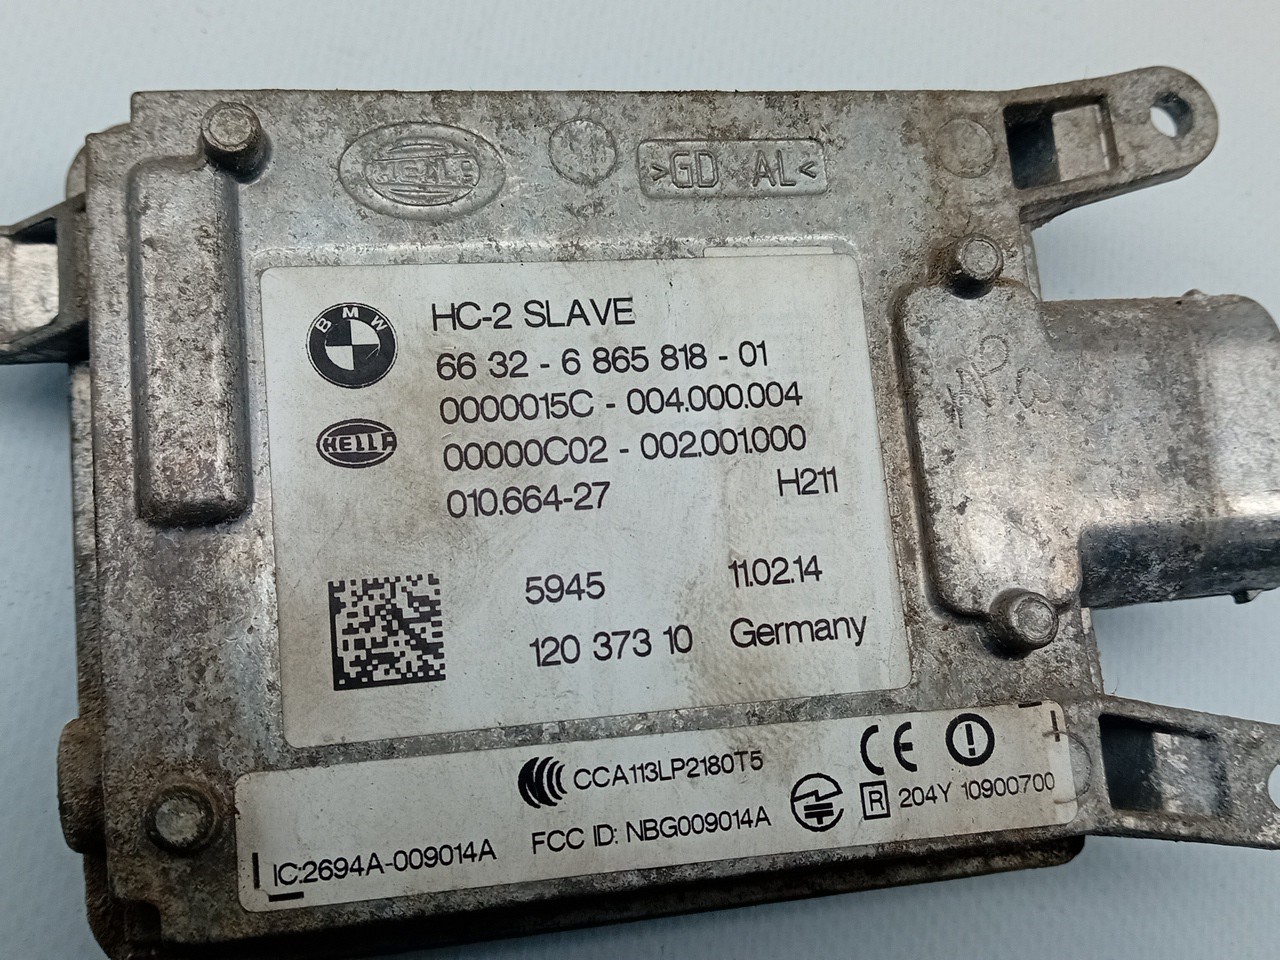 HELLA
>GD AL<
BMW
HC-2 SLAVE
66 32 - 6 865 818 - 01
0000015C - 004.000.004
HELLA
00000C02 - 002.001.000
010.664-27 H211
5945 11.02.14
120 373 10 Germany
CCA113LP2180T5
CE
IC:2694A-009014A FCC ID: NBG009014A R 204Y 10900700